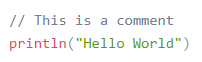 // This is a comment
println("Hello World")